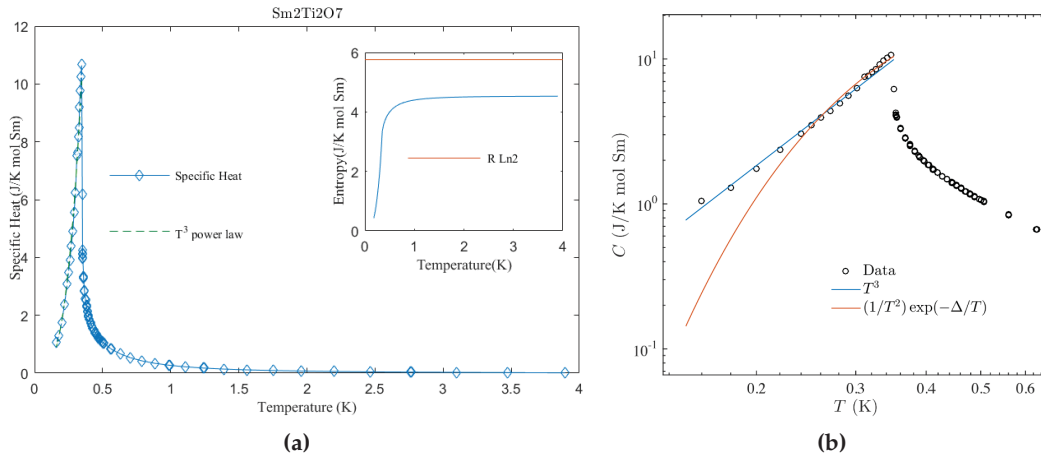 Sm2Ti2O7
Specific Heat (J/K mol Sm)
12
10
8
6
4
2
0
0
0.5
1
1.5
2
2.5
3
3.5
4
Temperature (K)
Specific Heat
T³ power law
Entropy(J/K mol Sm)
6
4
2
0
0
1
2
3
4
Temperature(K)
R Ln2
(a)
C (J/K mol Sm)
10¹
10⁰
10⁻¹
0.2
0.3
0.4
0.5
0.6
T (K)
Data
T³
(1/T²) exp(−Δ/T)
(b)